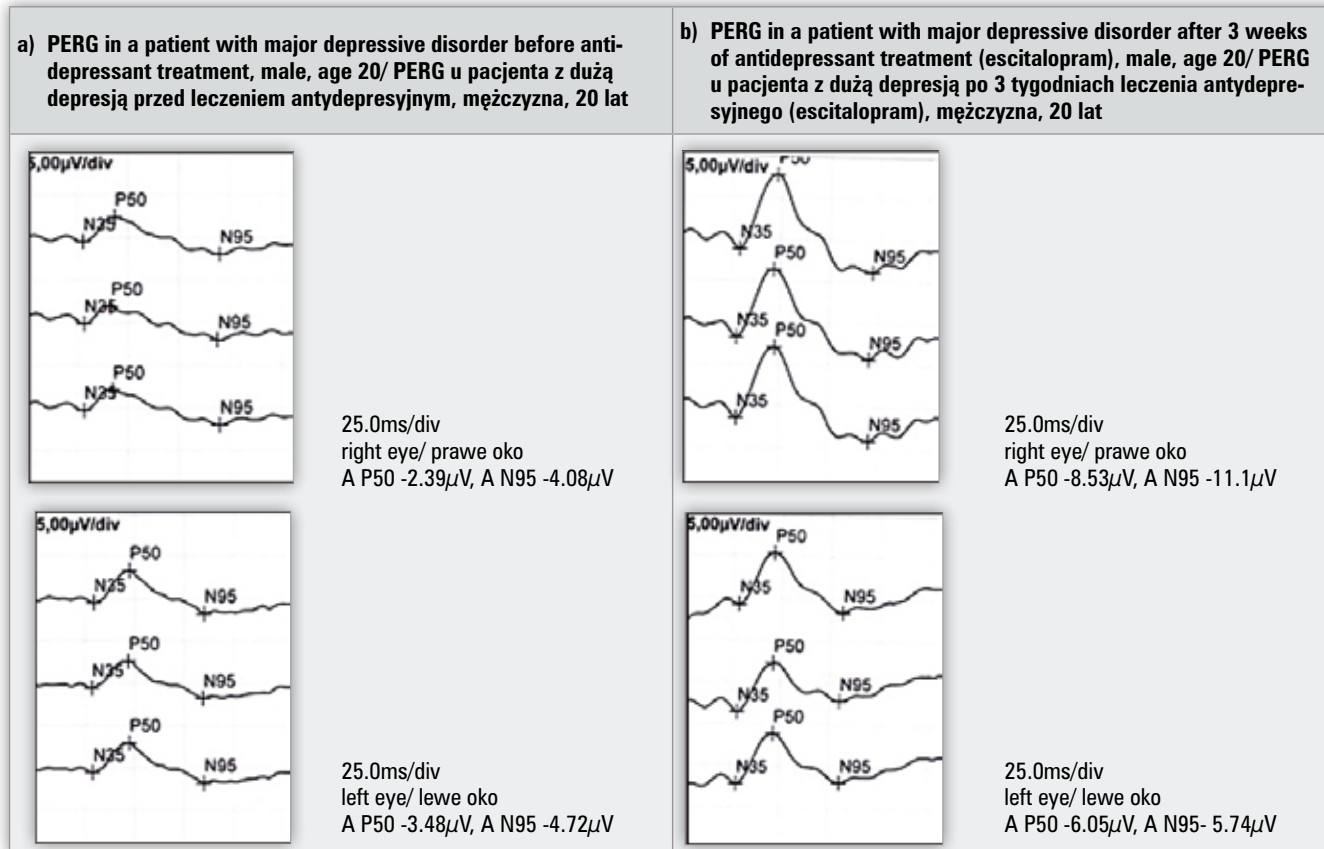 a) PERG in a patient with major depressive disorder before anti-
depressant treatment, male, age 20/ PERG u pacjenta z dużą
depresją przed leczeniem antydepresyjnym, mężczyzna, 20 lat
b) PERG in a patient with major depressive disorder after 3 weeks
of antidepressant treatment (escitalopram), male, age 20/ PERG
u pacjenta z dużą depresją po 3 tygodniach leczenia antydepre-
syjnego (escitalopram), mężczyzna, 20 lat
5,00µV/div
P50
N35
N95
P50
N35
N95
P50
N35
N95
25.0ms/div
right eye/ prawe oko
A P50 -2.39µV, A N95 -4.08µV
5,00µV/div
P50
N35
N95
P50
N35
N95
P50
N35
N95
25.0ms/div
right eye/ prawe oko
A P50 -8.53µV, A N95 -11.1µV
5,00µV/div
P50
N35
N95
P50
N35
N95
P50
N35
N95
25.0ms/div
left eye/ lewe oko
A P50 -3.48µV, A N95 -4.72µV
5,00µV/div
P50
N35
N95
P50
N35
N95
P50
N35
N95
25.0ms/div
left eye/ lewe oko
A P50 -6.05µV, A N95- 5.74µV